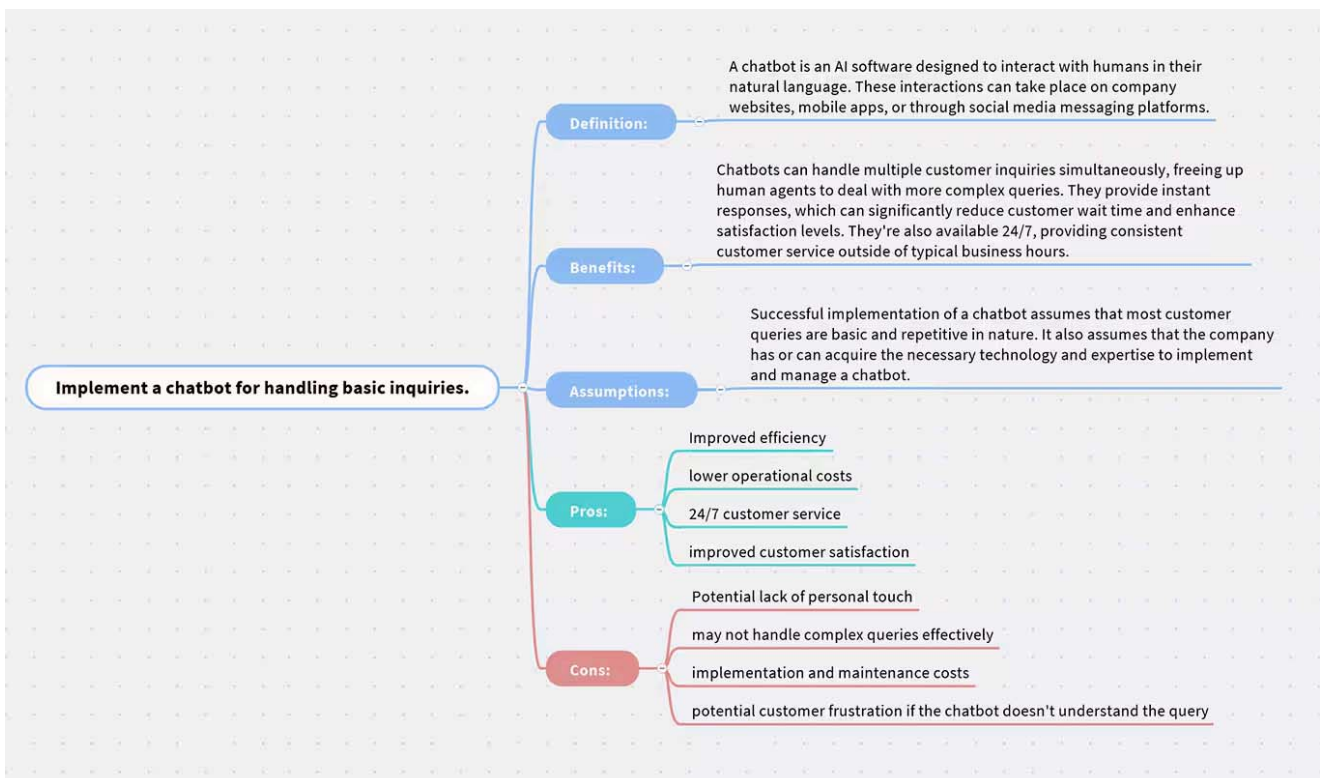 Implement a chatbot for handling basic inquiries.
Definition:
A chatbot is an AI software designed to interact with humans in their
natural language. These interactions can take place on company
websites, mobile apps, or through social media messaging platforms.
Benefits:
Chatbots can handle multiple customer inquiries simultaneously, freeing up
human agents to deal with more complex queries. They provide instant
responses, which can significantly reduce customer wait time and enhance
satisfaction levels. They're also available 24/7, providing consistent
customer service outside of typical business hours.
Assumptions:
Successful implementation of a chatbot assumes that most customer
queries are basic and repetitive in nature. It also assumes that the company
has or can acquire the necessary technology and expertise to implement
and manage a chatbot.
Pros:
Improved efficiency
lower operational costs
24/7 customer service
improved customer satisfaction
Cons:
Potential lack of personal touch
may not handle complex queries effectively
implementation and maintenance costs
potential customer frustration if the chatbot doesn't understand the query